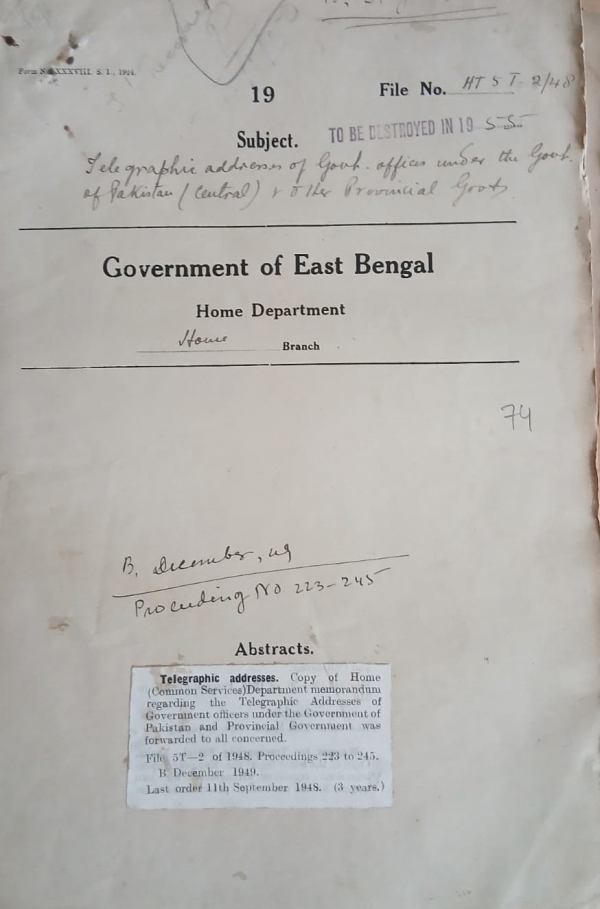 Form No. XXXVIII. S. I., 1924.
19
File No. HT 5 T 2/48
Subject.
TO BE DESTROYED IN 19 55
Telegraphic addresses of Govt. offices under the Govt.
of Pakistan (Central) & other Provincial Govts
Government of East Bengal
Home Department
Home Branch
74
B, December, 49
Proceeding No 223-245
Abstracts.
Telegraphic addresses. Copy of Home
(Common Services)Department memorandum
regarding the Telegraphic Addresses of
Government officers under the Government of
Pakistan and Provincial Government was
forwarded to all concerned.
File 5T—2 of 1948. Proceedings 223 to 245.
B. December 1949.
Last order 11th September 1948. (3 years.)